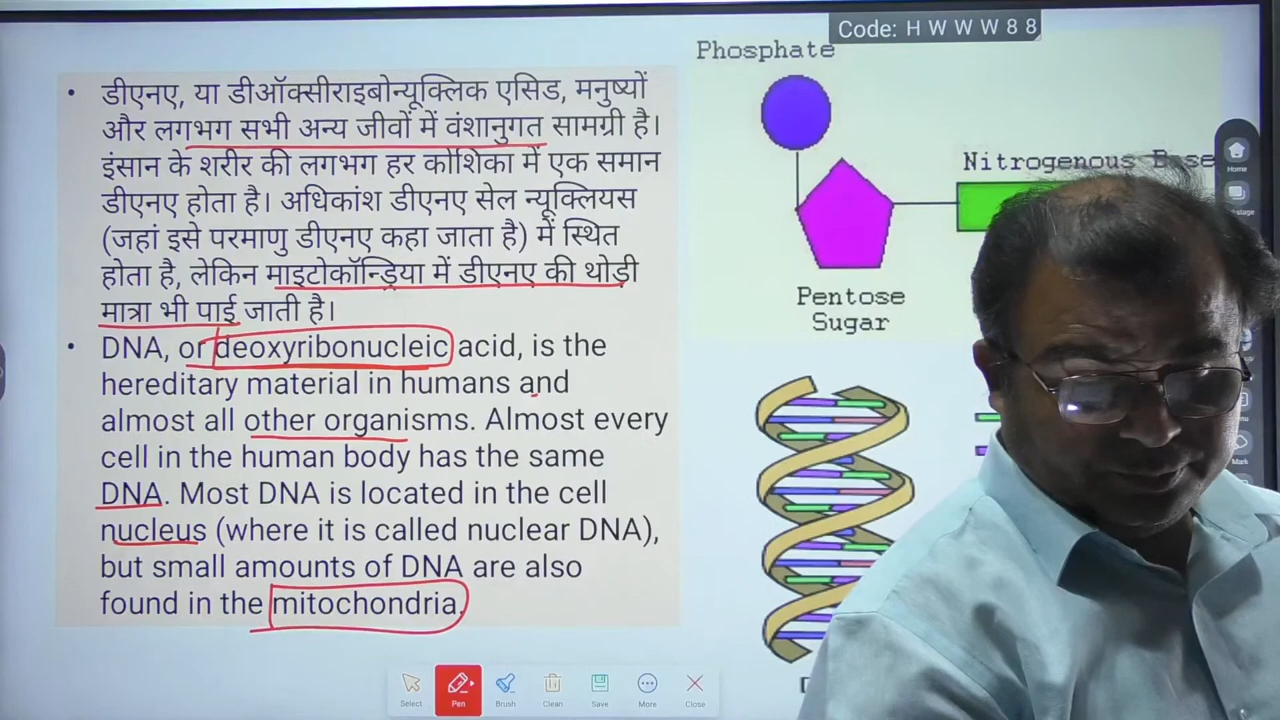 Code: H W W W 8 8
Phosphate
Nitrogenous Base
Pentose
Sugar
• डीएनए, या डीऑक्सीराइबोन्यूक्लिक एसिड, मनुष्यों
और लगभग सभी अन्य जीवों में वंशानुगत सामग्री है।
इंसान के शरीर की लगभग हर कोशिका में एक समान
डीएनए होता है। अधिकांश डीएनए सेल न्यूक्लियस
(जहां इसे परमाणु डीएनए कहा जाता है) में स्थित
होता है, लेकिन माइटोकॉन्ड्रिया में डीएनए की थोड़ी
मात्रा भी पाई जाती है।
• DNA, or deoxyribonucleic acid, is the
hereditary material in humans and
almost all other organisms. Almost every
cell in the human body has the same
DNA. Most DNA is located in the cell
nucleus (where it is called nuclear DNA),
but small amounts of DNA are also
found in the mitochondria.
Home
Mark
Select Pen Brush Clean Save More Close